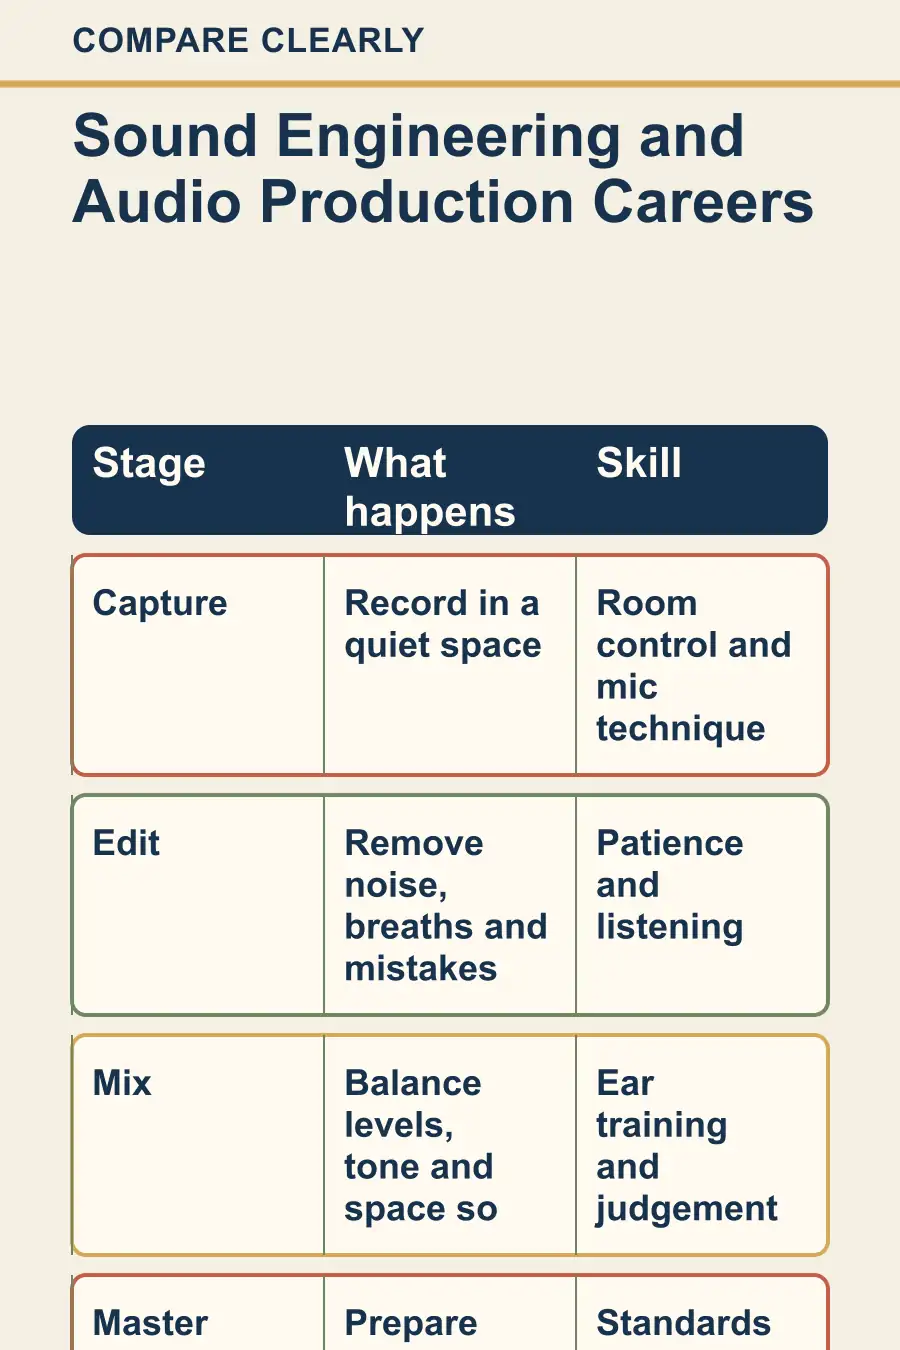 COMPARE CLEARLY
Sound Engineering and
Audio Production Careers
Stage
What
happens
Skill
Capture
Record in a
quiet space
Room
control and
mic
technique
Edit
Remove
noise,
breaths and
mistakes
Patience
and
listening
Mix
Balance
levels,
tone and
space so
Ear
training
and
judgement
Master
Prepare
Standards